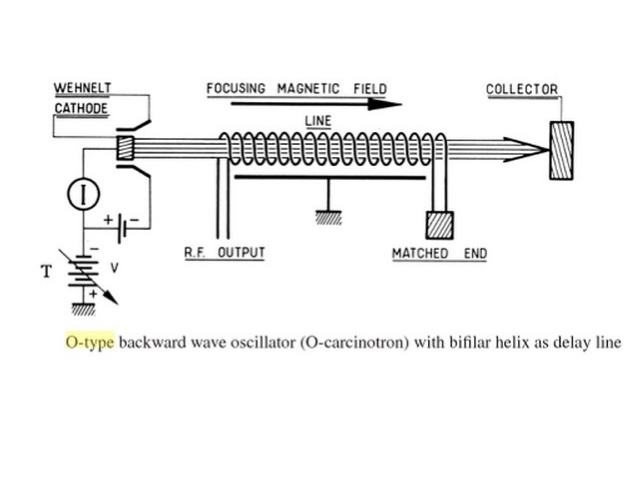 WEHNELT
CATHODE
FOCUSING MAGNETIC FIELD
LINE
COLLECTOR
I
+ -
-
T
V
+
R.F. OUTPUT
MATCHED END
O-type backward wave oscillator (O-carcinotron) with bifilar helix as delay line